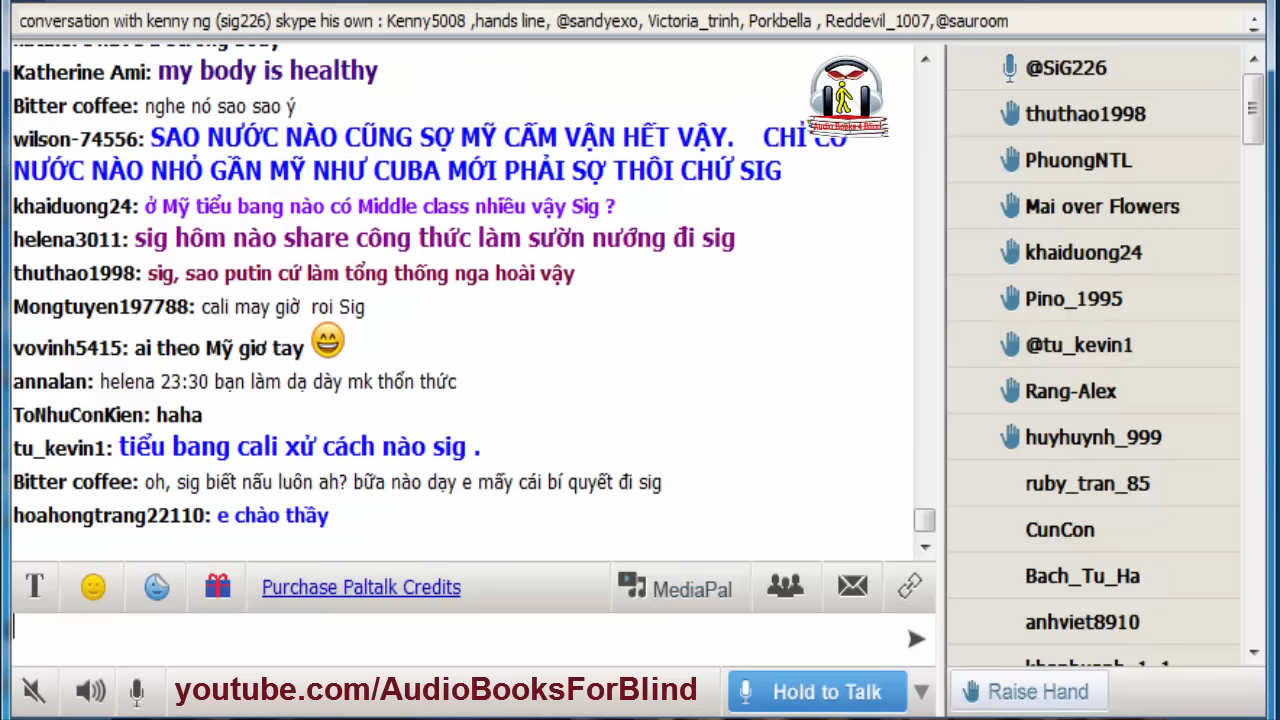 conversation with kenny ng (sig226) skype his own : Kenny5008 ,hands line, @sandyexo, Victoria_trinh, Porkbella , Reddevil_1007,@sauroom
Katherine Ami: my body is healthy
Bitter coffee: nghe nó sao sao ý
wilson-74556: SAO NƯỚC NÀO CŨNG SỢ MỸ CẤM VẬN HẾT VẬY. CHỈ CÓ
NƯỚC NÀO NHỎ GẦN MỸ NHƯ CUBA MỚI PHẢI SỢ THÔI CHỨ SIG
khaiduong24: ở Mỹ tiểu bang nào có Middle class nhiều vậy Sig ?
helena3011: sig hôm nào share công thức làm sườn nướng đi sig
thuthao1998: sig, sao putin cứ làm tổng thống nga hoài vậy
Mongtuyen197788: cali may giờ roi Sig
vovinh5415: ai theo Mỹ giơ tay
annalan: helena 23:30 bạn làm dạ dày mk thổn thức
ToNhuConKien: haha
tu_kevin1: tiểu bang cali xử cách nào sig .
Bitter coffee: oh, sig biết nấu luôn ah? bữa nào dạy e mấy cái bí quyết đi sig
hoahongtrang22110: e chào thầy
Audio Books 4 Blind
T
Purchase Paltalk Credits
MediaPal
youtube.com/AudioBooksForBlind
Hold to Talk
@SiG226
thuthao1998
PhuongNTL
Mai over Flowers
khaiduong24
Pino_1995
@tu_kevin1
Rang-Alex
huyhuynh_999
ruby_tran_85
CunCon
Bach_Tu_Ha
anhviet8910
Raise Hand